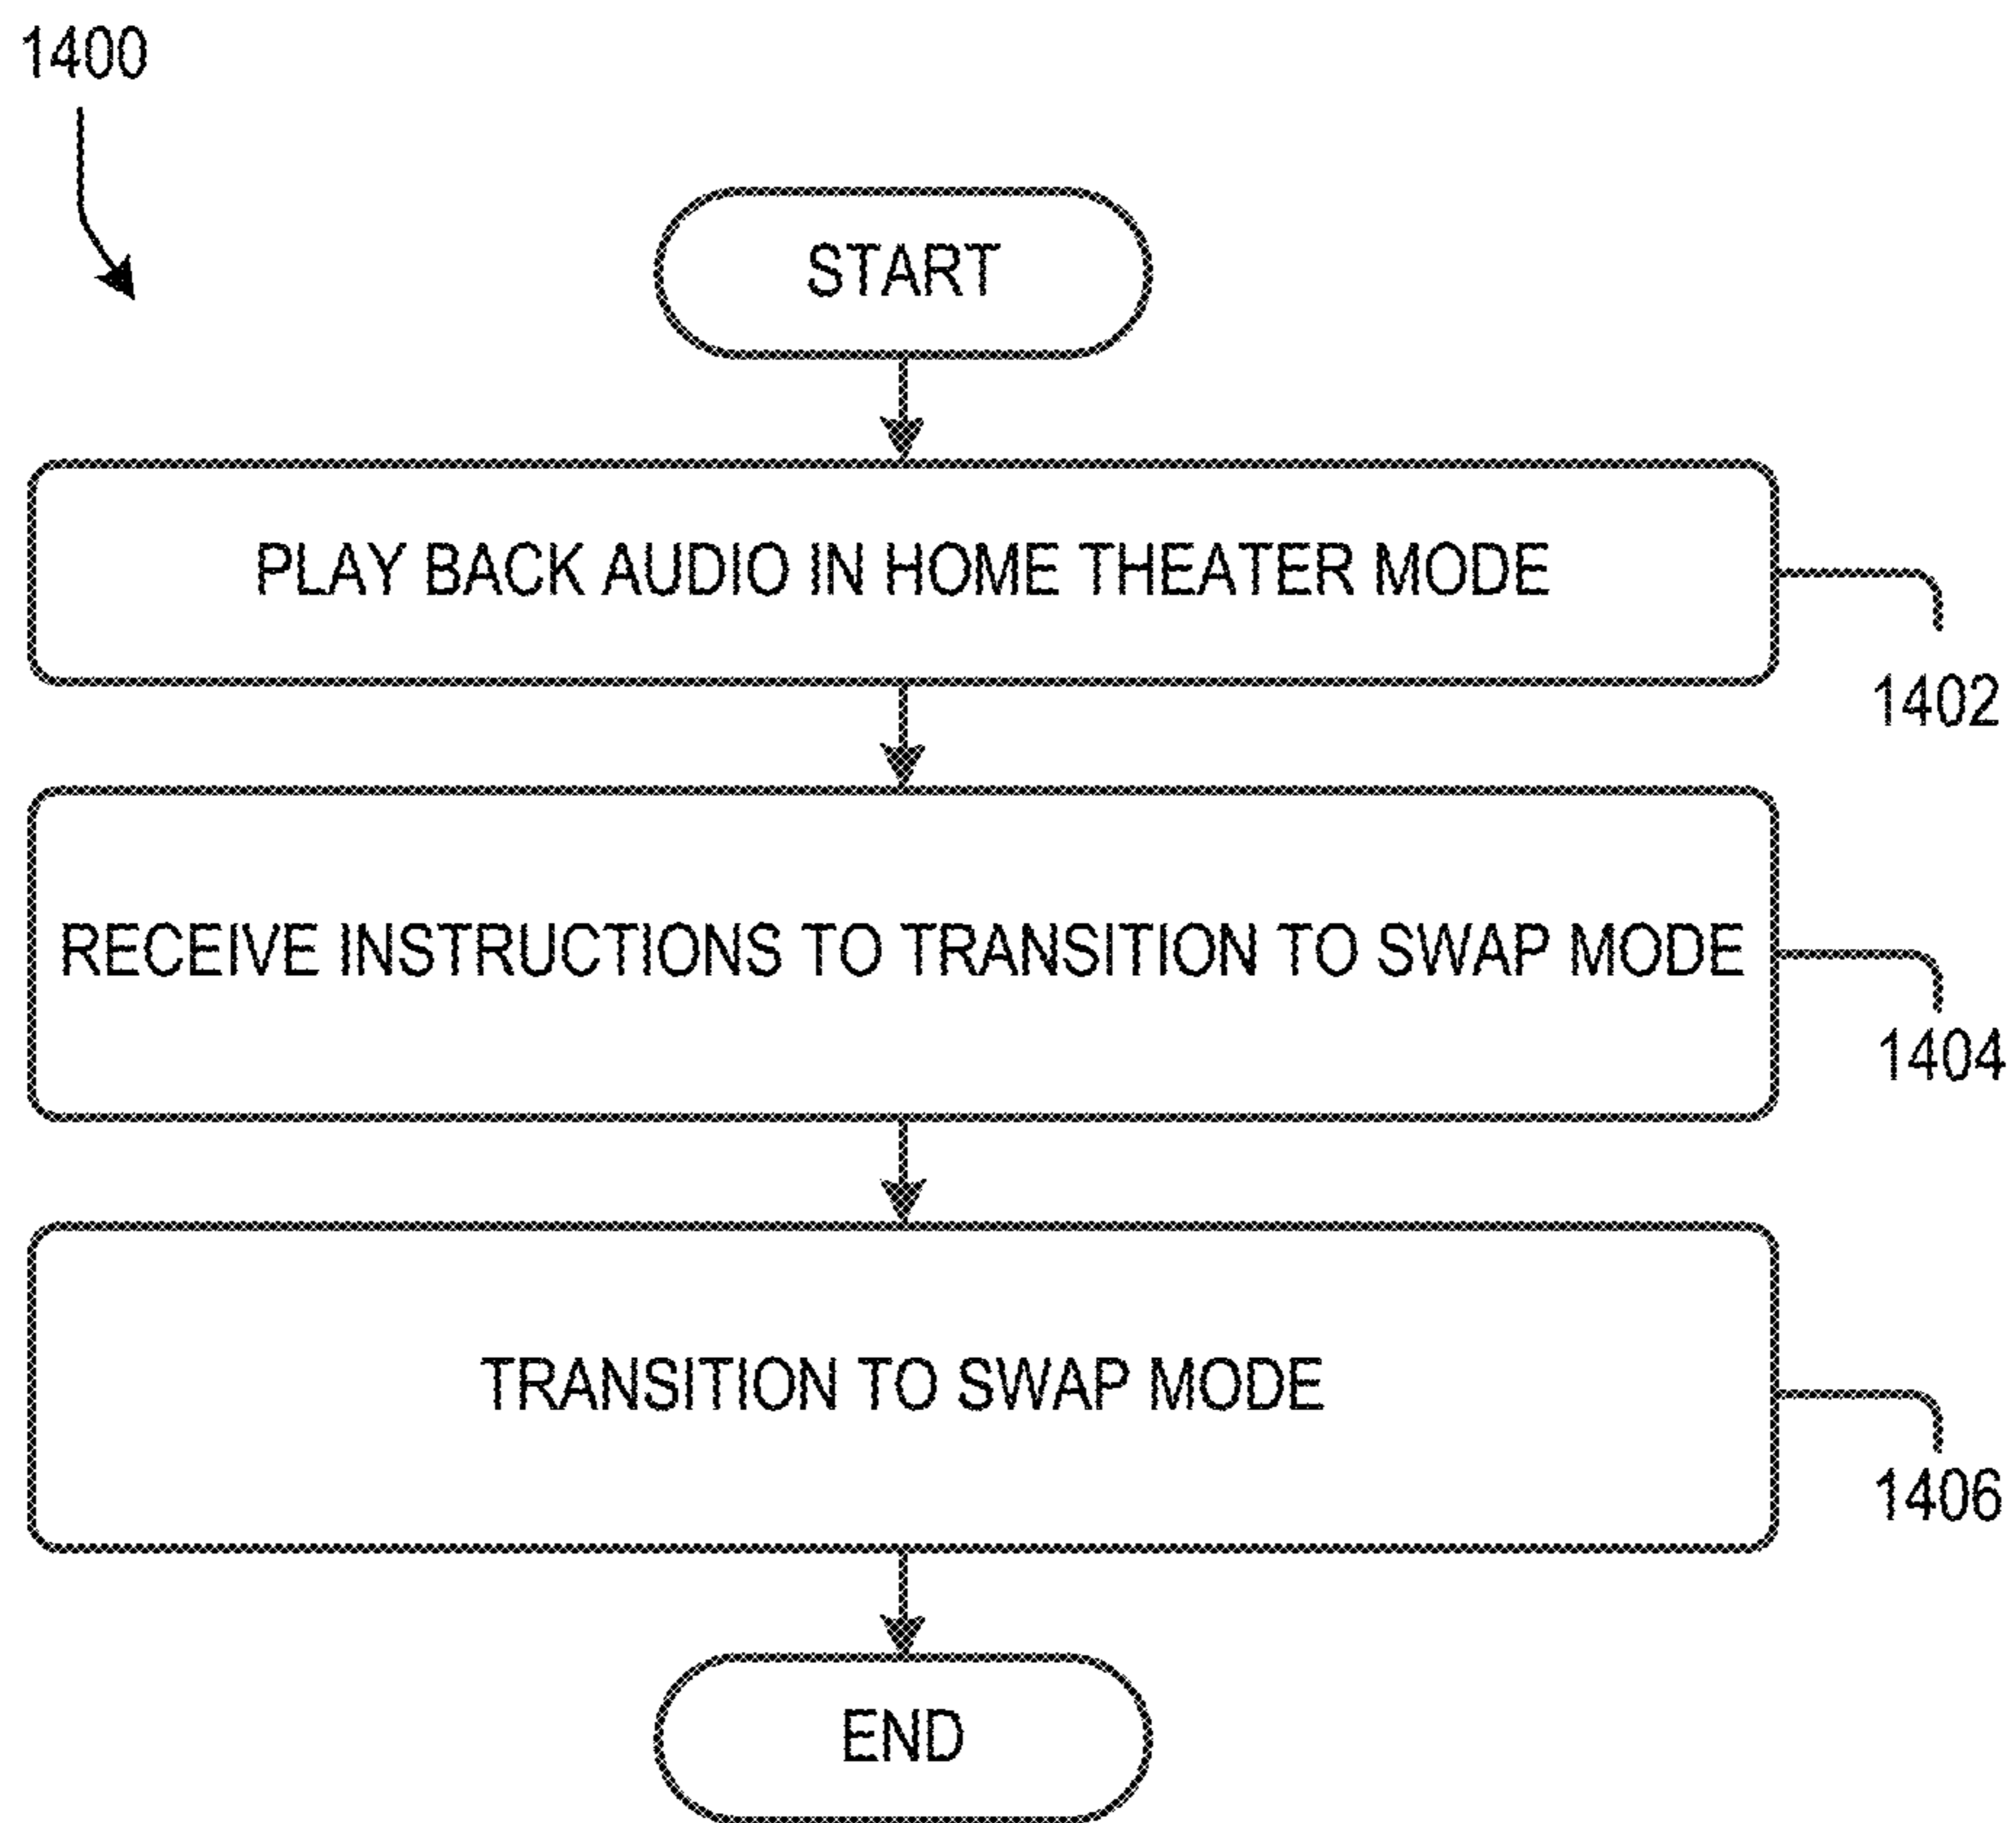 1400
START
PLAY BACK AUDIO IN HOME THEATER MODE
1402
RECEIVE INSTRUCTIONS TO TRANSITION TO SWAP MODE
1404
TRANSITION TO SWAP MODE
1406
END